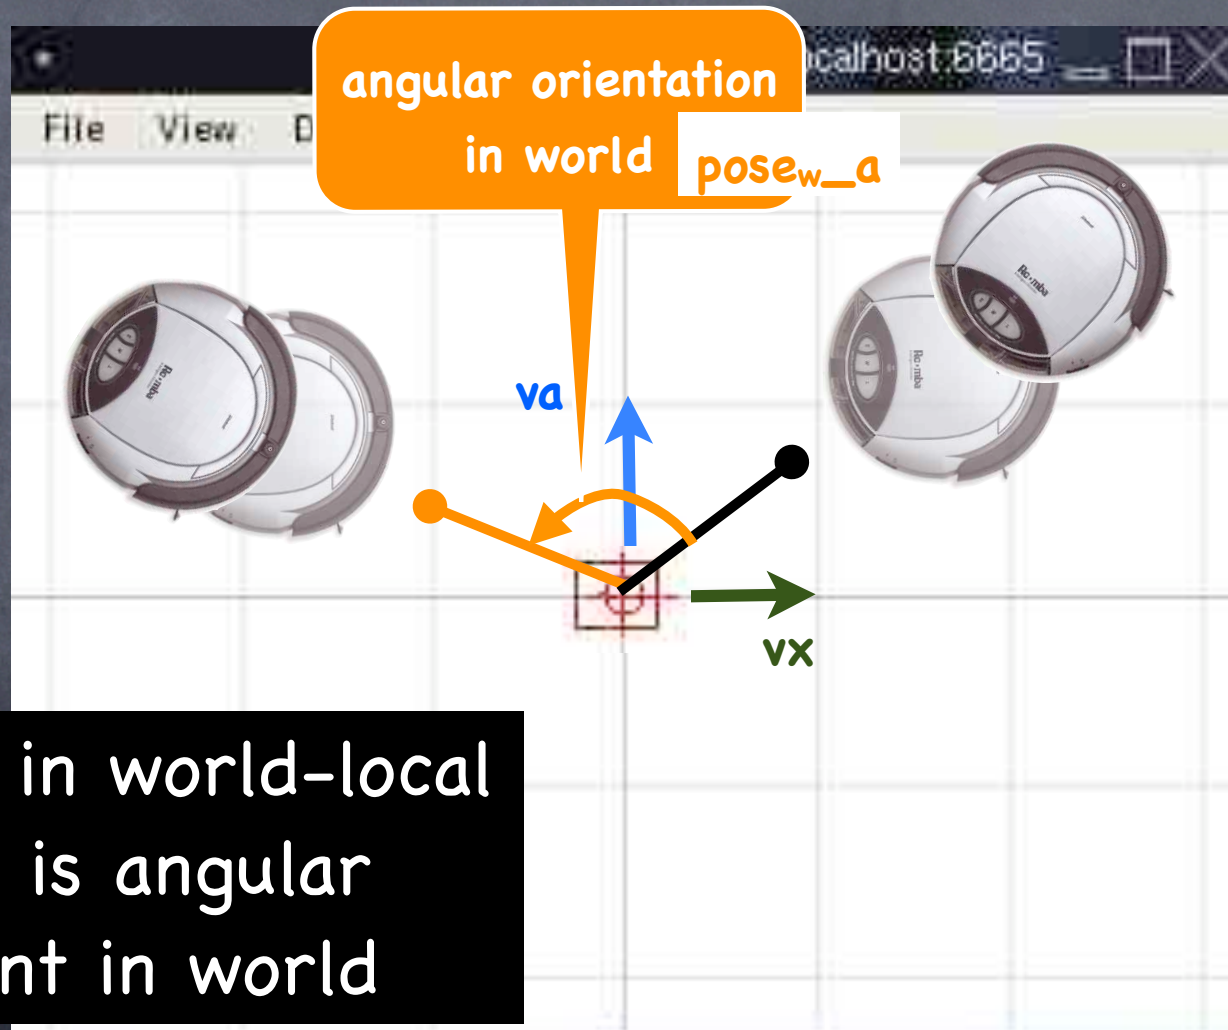 calhost:6665
File View D
angular orientation
in world posew_a
va
vx
in world-local
is angular
nt in world